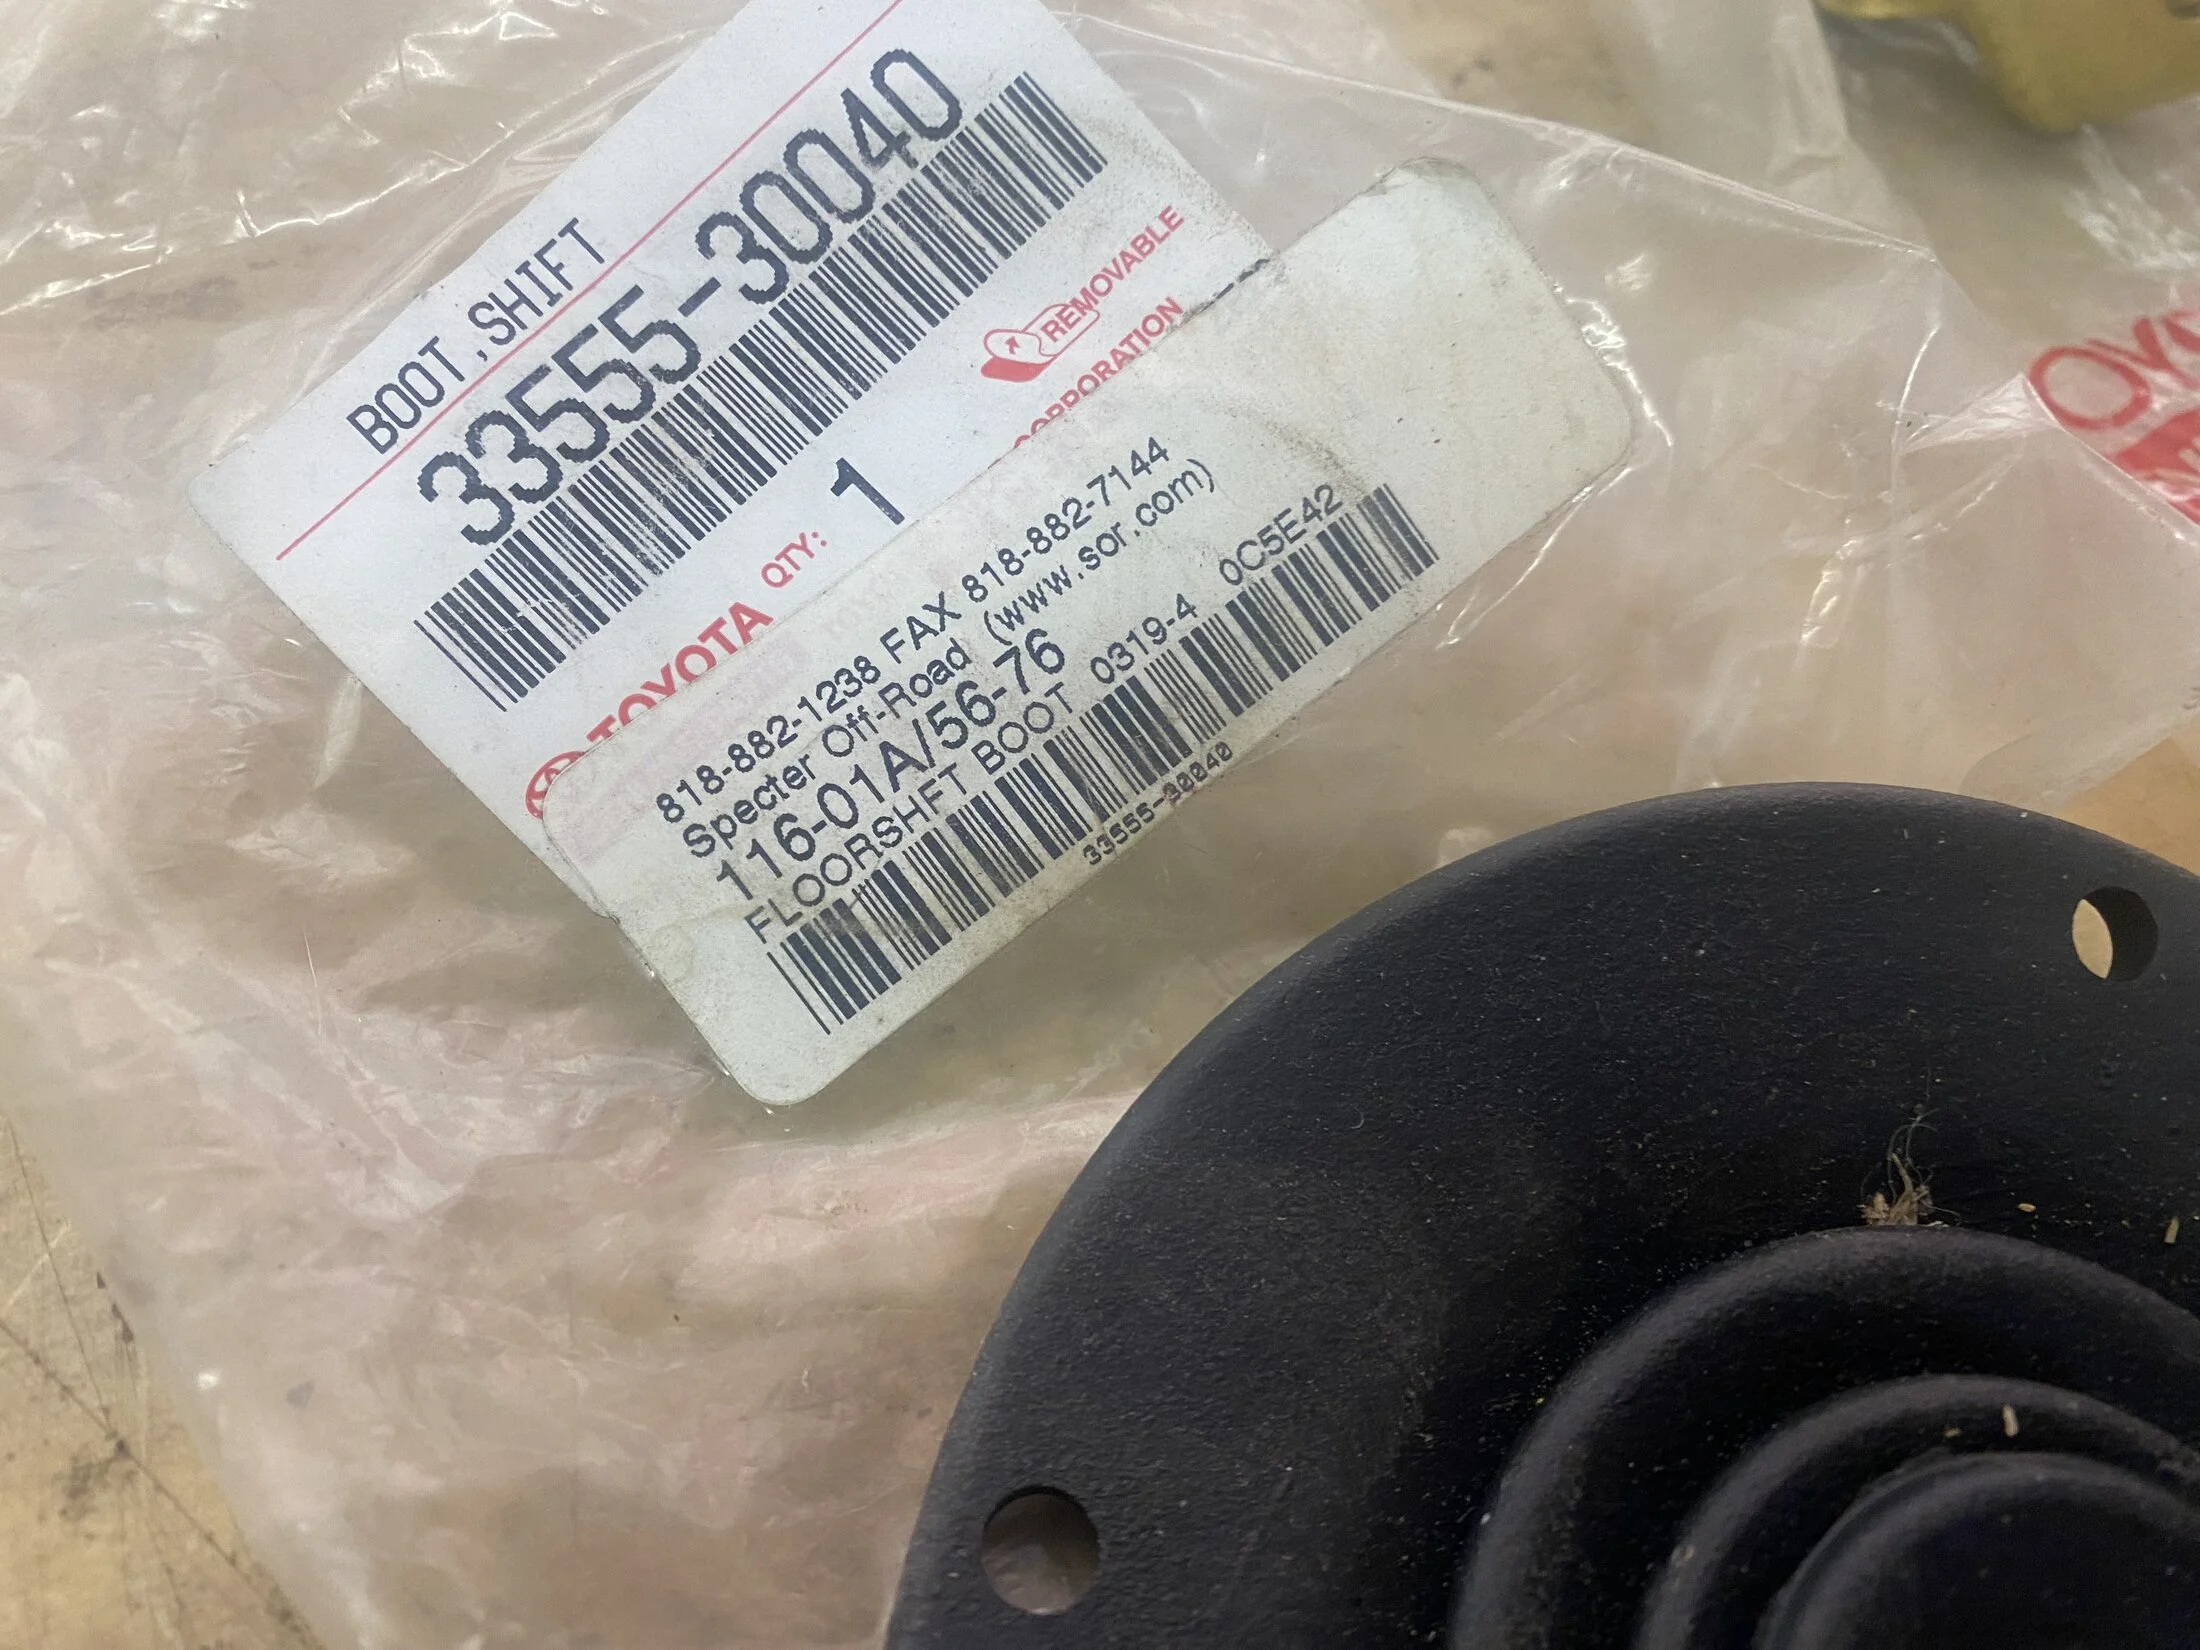 BOOT,SHIFT
33555-30040
QTY: 1
REMOVABLE
TOYOTA
CORPORATION
818-882-1238 FAX 818-882-7144
Specter Off-Road (www.sor.com)
116-01A/56-76
FLOORSHFT BOOT 0319-4 0C5E42
33555-30040